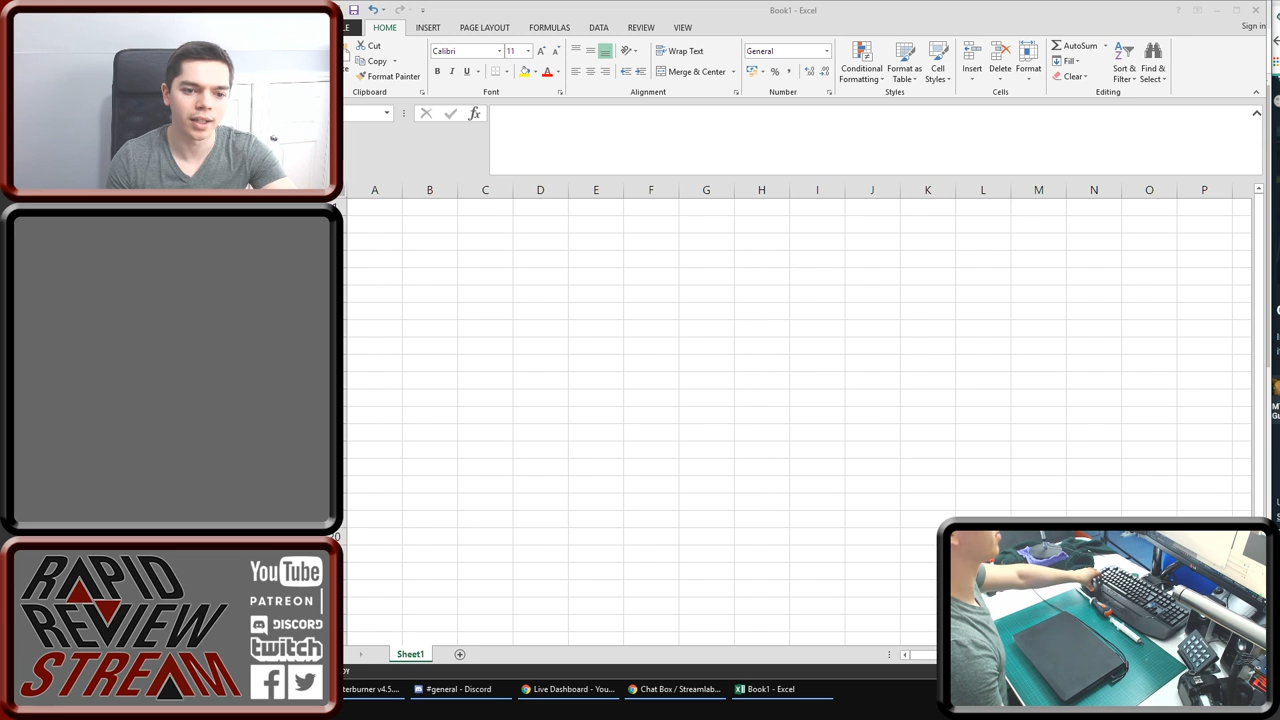 Book1 - Excel
Sign in
HOME INSERT PAGE LAYOUT FORMULAS DATA REVIEW VIEW
Cut
Copy
Format Painter
Clipboard
Calibri 11
B I U
A A
Font
Wrap Text
Merge & Center
Alignment
General
%
Number
Conditional Formatting
Format as Table
Cell Styles
Styles
Insert Delete Format
Cells
AutoSum
Fill
Clear
Sort & Filter
Find & Select
Editing
fx
A B C D E F G H I J K L M N O P
Sheet1
RAPID REVIEW STREAM
YouTube
PATREON
DISCORD
twitch
terburner v4.5....
#general - Discord
Live Dashboard - You...
Chat Box / Streamlab...
Book1 - Excel